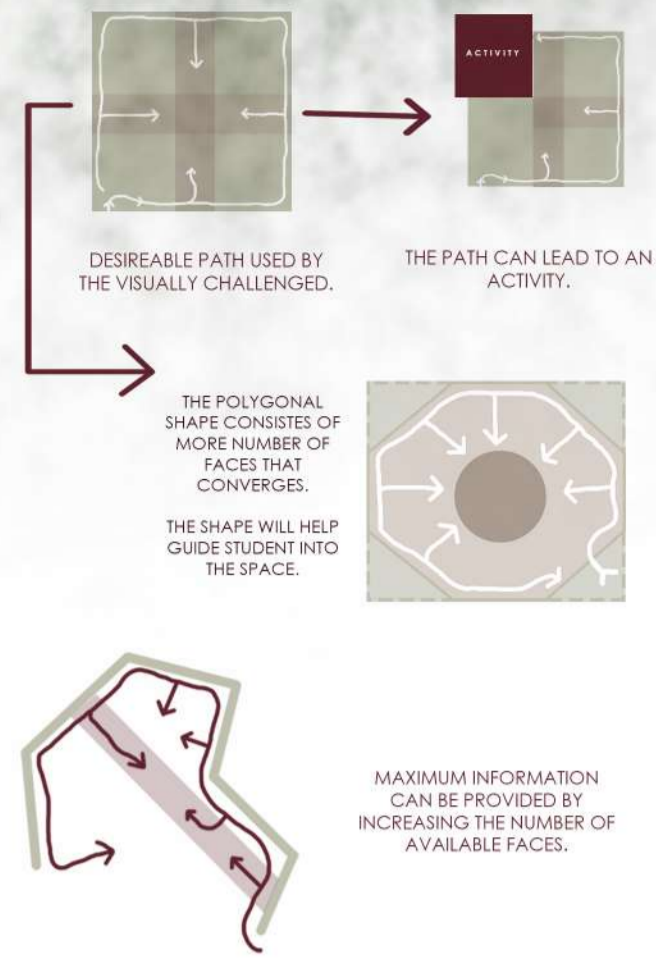 ACTIVITY
DESIREABLE PATH USED BY
THE VISUALLY CHALLENGED.
THE PATH CAN LEAD TO AN
ACTIVITY.
THE POLYGONAL
SHAPE CONSISTES OF
MORE NUMBER OF
FACES THAT
CONVERGES.
THE SHAPE WILL HELP
GUIDE STUDENT INTO
THE SPACE.
MAXIMUM INFORMATION
CAN BE PROVIDED BY
INCREASING THE NUMBER OF
AVAILABLE FACES.